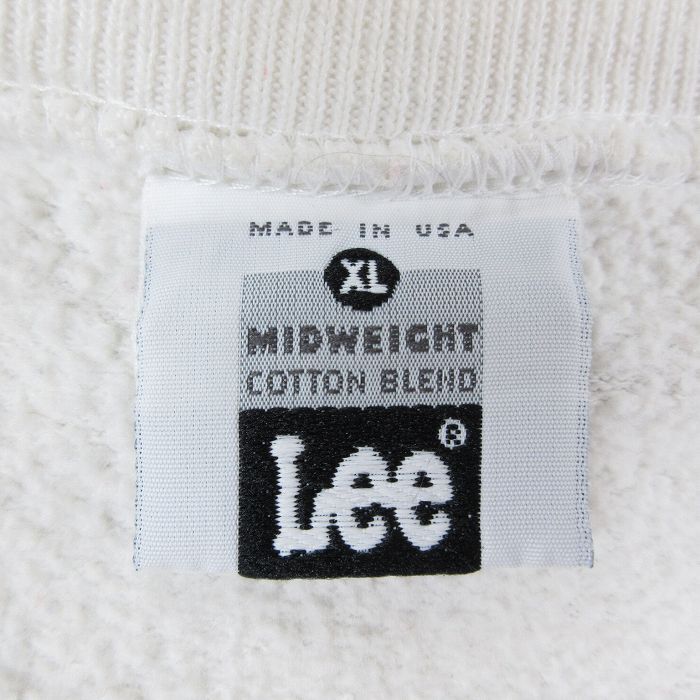 MADE IN USA
XL
MIDWEIGHT
COTTON BLEND
Lee®